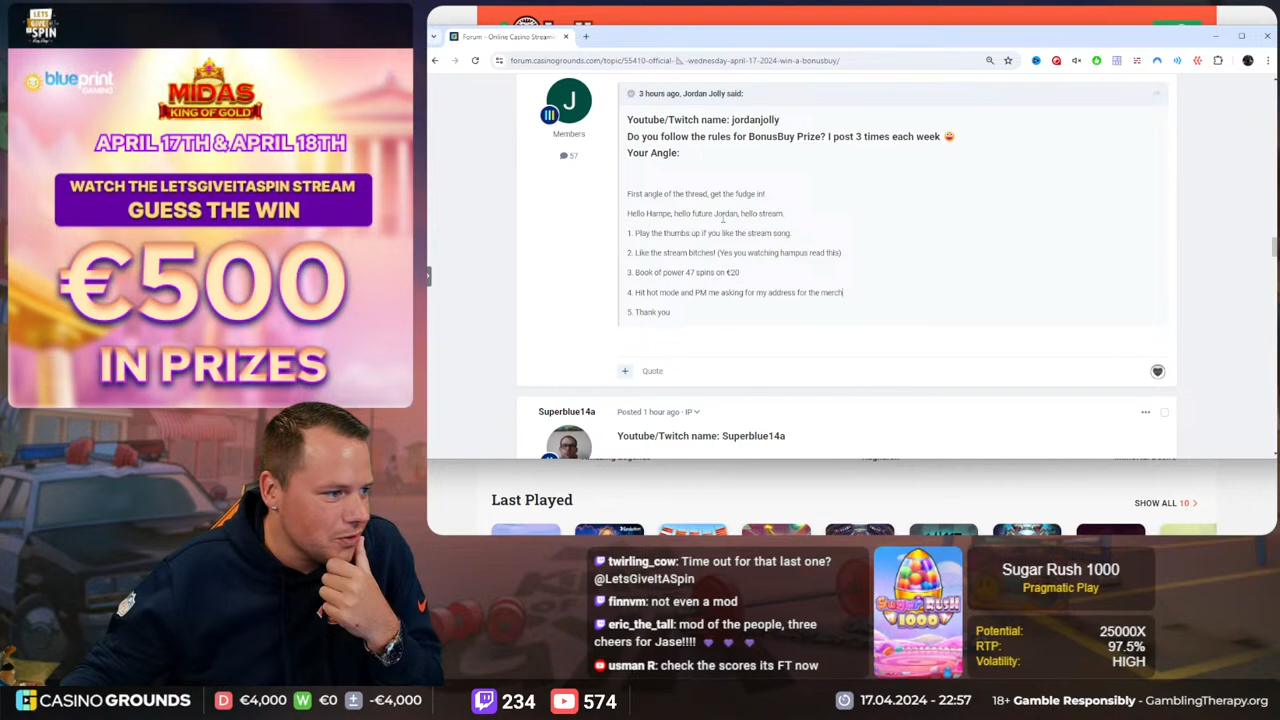 LETS
GIVE IT
A SPIN
blueprint
GAMING
MIDAS
KING OF GOLD
APRIL 17TH & APRIL 18TH
WATCH THE LETSGIVEITASPIN STREAM
GUESS THE WIN
€500
IN PRIZES
Forum - Online Casino Streami
forum.casinogrounds.com/topic/55410-official-
-wednesday-april-17-2024-win-a-bonusbuy/
J
Members
57
3 hours ago, Jordan Jolly said:
Youtube/Twitch name: jordanjolly
Do you follow the rules for BonusBuy Prize? I post 3 times each week
Your Angle:
First angle of the thread, get the fudge in!
Hello Hampe, hello future Jordan, hello stream.
1. Play the thumbs up if you like the stream song.
2. Like the stream bitches! (Yes you watching hampus read this)
3. Book of power 47 spins on €20
4. Hit hot mode and PM me asking for my address for the merch
5. Thank you
+ Quote
Superblue14a
Posted 1 hour ago · IP
Youtube/Twitch name: Superblue14a
Last Played
SHOW ALL 10 >
twirling_cow: Time out for that last one?
@LetsGiveItASpin
finnvm: not even a mod
eric_the_tall: mod of the people, three
cheers for Jase!!!!
usman R: check the scores its FT now
SUGAR RUSH
1000
Sugar Rush 1000
Pragmatic Play
Potential: 25000X
RTP: 97.5%
Volatility: HIGH
CASINOGROUNDS
D €4,000 W €0 ± -€4,000
234
574
17.04.2024 - 22:57
18+ Gamble Responsibly - GamblingTherapy.org